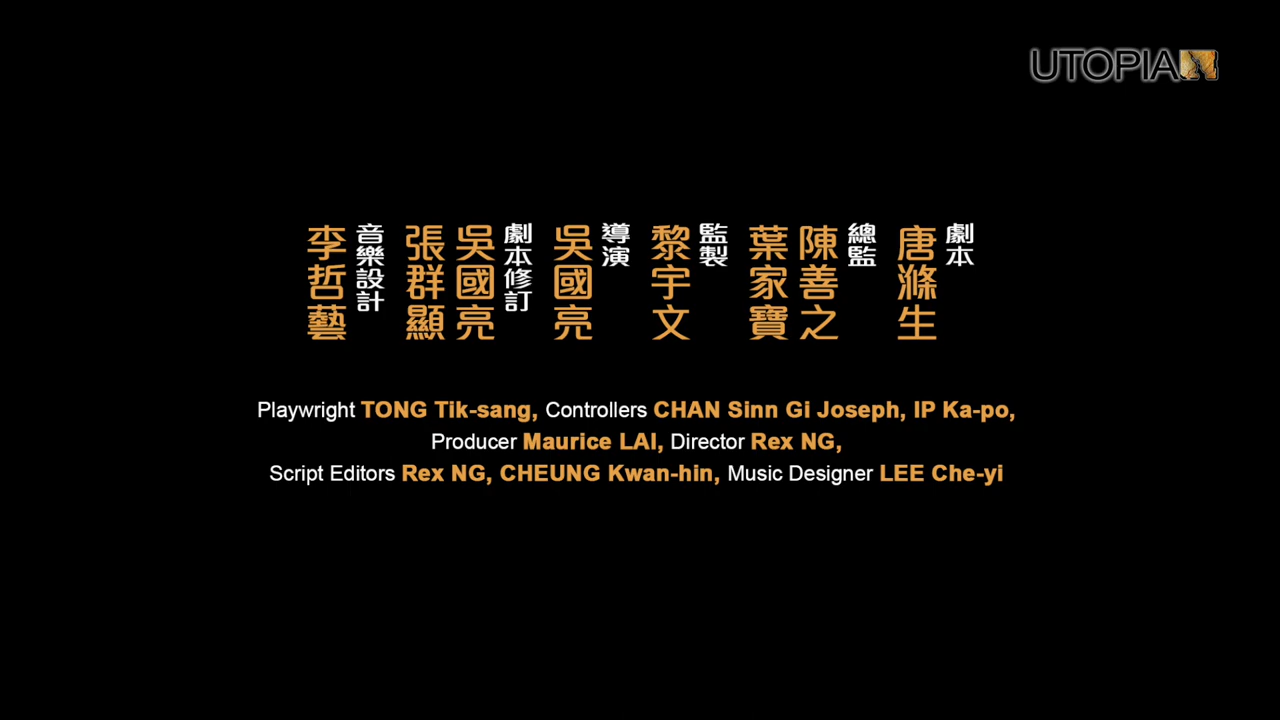 UTOPIA
劇本
唐滌生
總監
陳善之
葉家寶
監製
黎宇文
導演
吳國亮
劇本修訂
吳國亮
張群顯
音樂設計
李哲藝
Playwright TONG Tik-sang, Controllers CHAN Sinn Gi Joseph, IP Ka-po,
Producer Maurice LAI, Director Rex NG,
Script Editors Rex NG, CHEUNG Kwan-hin, Music Designer LEE Che-yi